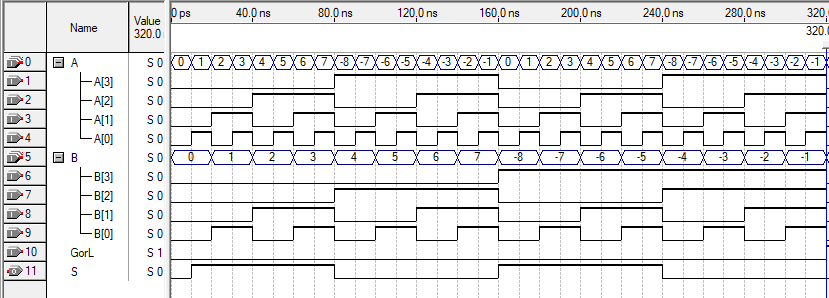 Name Value 320.0 0 ps 40.0 ns 80.0 ns 120.0 ns 160.0 ns 200.0 ns 240.0 ns 280.0 ns 320.
320.0
0 A S 0 0 1 2 3 4 5 6 7 -8 -7 -6 -5 -4 -3 -2 -1 0 1 2 3 4 5 6 7 -8 -7 -6 -5 -4 -3 -2 -1
1 A[3] S 0
2 A[2] S 0
3 A[1] S 0
4 A[0] S 0
5 B S 0 0 1 2 3 4 5 6 7 -8 -7 -6 -5 -4 -3 -2 -1
6 B[3] S 0
7 B[2] S 0
8 B[1] S 0
9 B[0] S 0
10 GorL S 1
11 S S 0